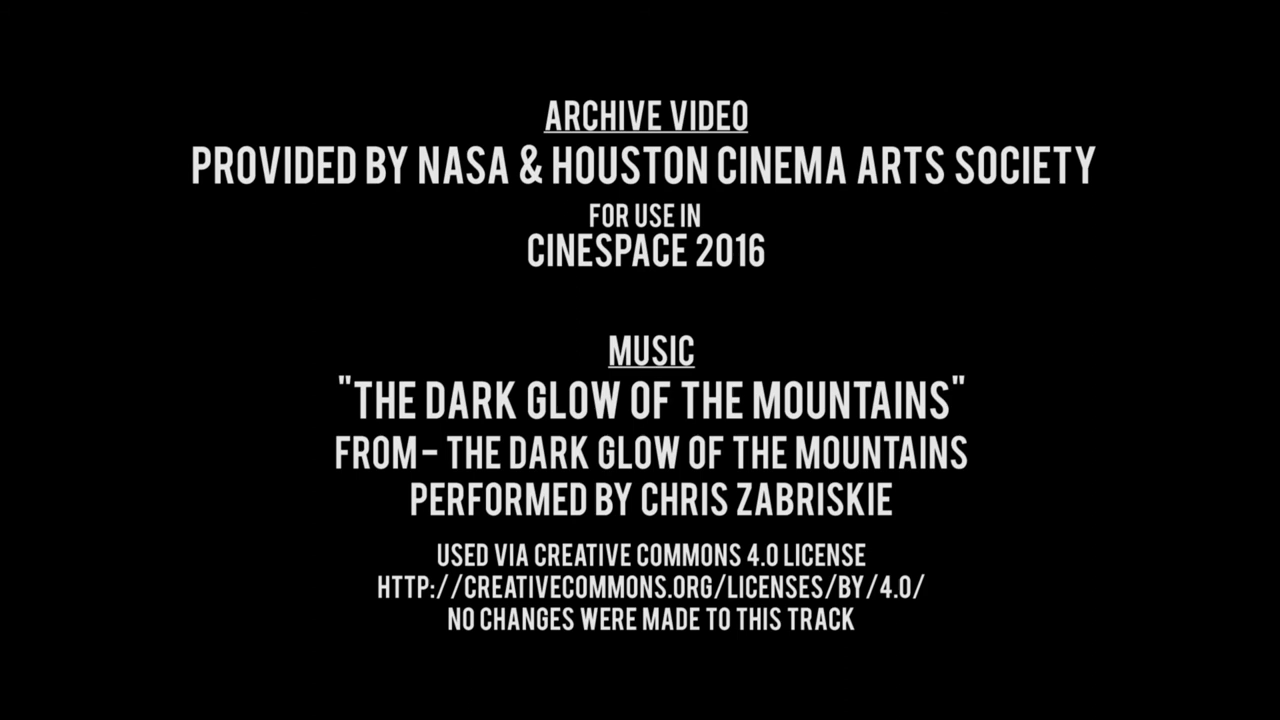 ARCHIVE VIDEO
PROVIDED BY NASA & HOUSTON CINEMA ARTS SOCIETY
FOR USE IN
CINESPACE 2016
MUSIC
"THE DARK GLOW OF THE MOUNTAINS"
FROM - THE DARK GLOW OF THE MOUNTAINS
PERFORMED BY CHRIS ZABRISKIE
USED VIA CREATIVE COMMONS 4.0 LICENSE
HTTP://CREATIVECOMMONS.ORG/LICENSES/BY/4.0/
NO CHANGES WERE MADE TO THIS TRACK